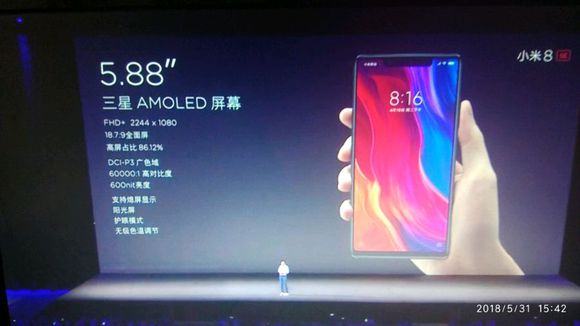 5.88"
小米8 SE
三星 AMOLED 屏幕
FHD+ 2244 x 1080
18.7:9全面屏
高屏占比 86.12%
DCI-P3 广色域
60000:1 高对比度
600nit亮度
支持熄屏显示
阳光屏
护眼模式
无级色温调节
8:16
2018/5/31 15:42